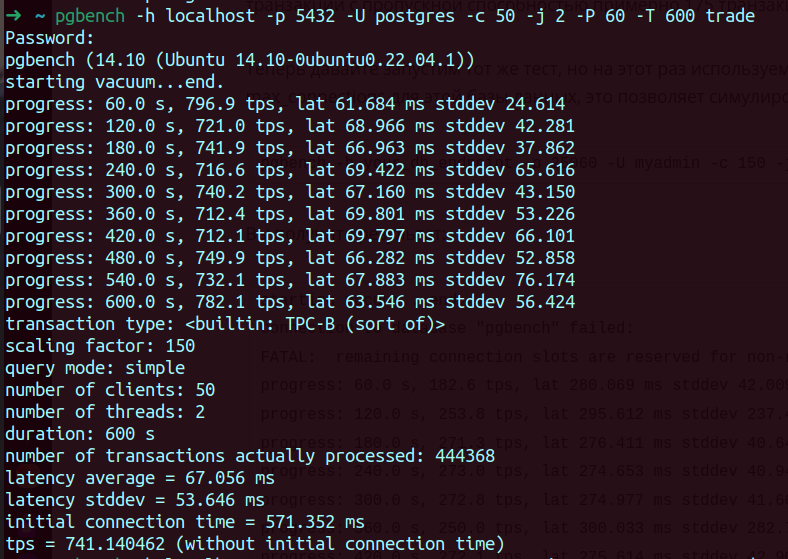 ➜ ~ pgbench -h localhost -p 5432 -U postgres -c 50 -j 2 -P 60 -T 600 trade
Password:
pgbench (14.10 (Ubuntu 14.10-0ubuntu0.22.04.1))
starting vacuum...end.
progress: 60.0 s, 796.9 tps, lat 61.684 ms stddev 24.614
progress: 120.0 s, 721.0 tps, lat 68.966 ms stddev 42.281
progress: 180.0 s, 741.9 tps, lat 66.963 ms stddev 37.862
progress: 240.0 s, 716.6 tps, lat 69.422 ms stddev 65.616
progress: 300.0 s, 740.2 tps, lat 67.160 ms stddev 43.150
progress: 360.0 s, 712.4 tps, lat 69.801 ms stddev 53.226
progress: 420.0 s, 712.1 tps, lat 69.797 ms stddev 66.101
progress: 480.0 s, 749.9 tps, lat 66.282 ms stddev 52.858
progress: 540.0 s, 732.1 tps, lat 67.883 ms stddev 76.174
progress: 600.0 s, 782.1 tps, lat 63.546 ms stddev 56.424
transaction type: <builtin: TPC-B (sort of)>
scaling factor: 150
query mode: simple
number of clients: 50
number of threads: 2
duration: 600 s
number of transactions actually processed: 444368
latency average = 67.056 ms
latency stddev = 53.646 ms
initial connection time = 571.352 ms
tps = 741.140462 (without initial connection time)